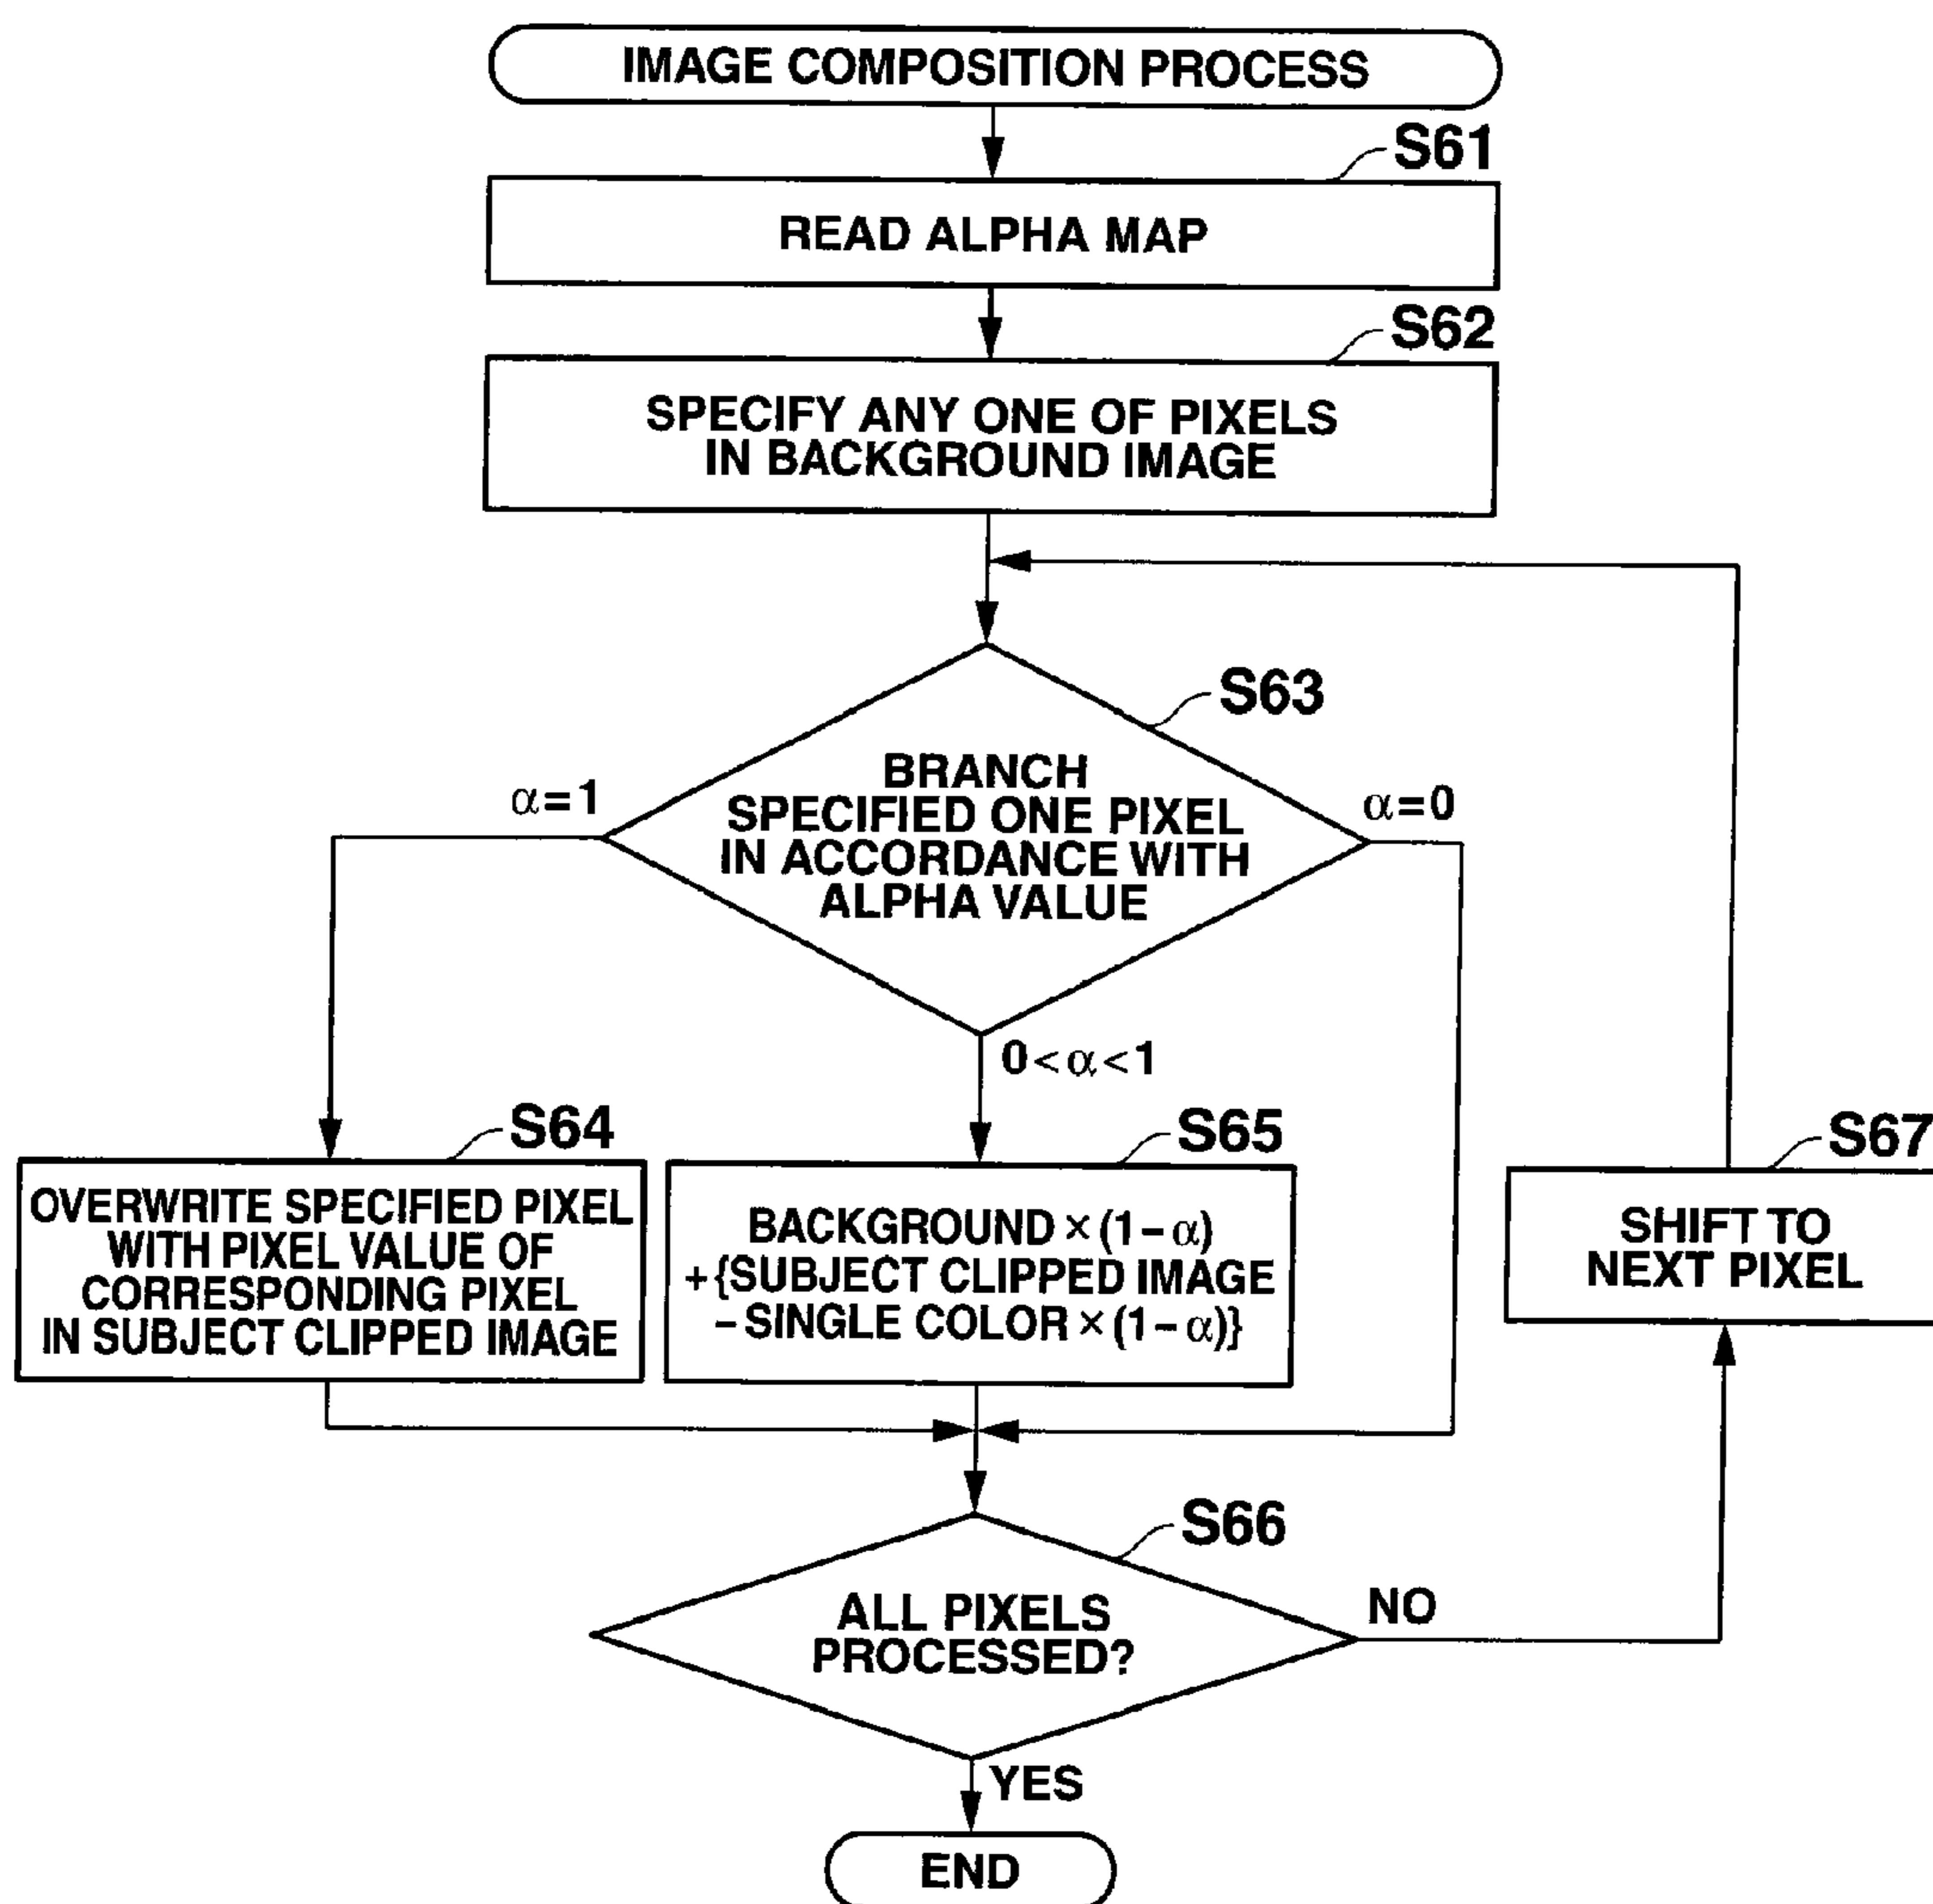 IMAGE COMPOSITION PROCESS
S61
READ ALPHA MAP
S62
SPECIFY ANY ONE OF PIXELS
IN BACKGROUND IMAGE
S63
BRANCH
SPECIFIED ONE PIXEL
IN ACCORDANCE WITH
ALPHA VALUE
α=1
α=0
0<α<1
S64
OVERWRITE SPECIFIED PIXEL
WITH PIXEL VALUE OF
CORRESPONDING PIXEL
IN SUBJECT CLIPPED IMAGE
S65
BACKGROUND×(1-α)
+{SUBJECT CLIPPED IMAGE
-SINGLE COLOR×(1-α)}
S67
SHIFT TO
NEXT PIXEL
S66
ALL PIXELS
PROCESSED?
NO
YES
END